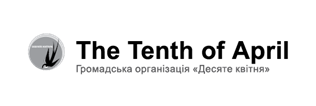 The Tenth of April
Громадська організація «Десяте квітня»